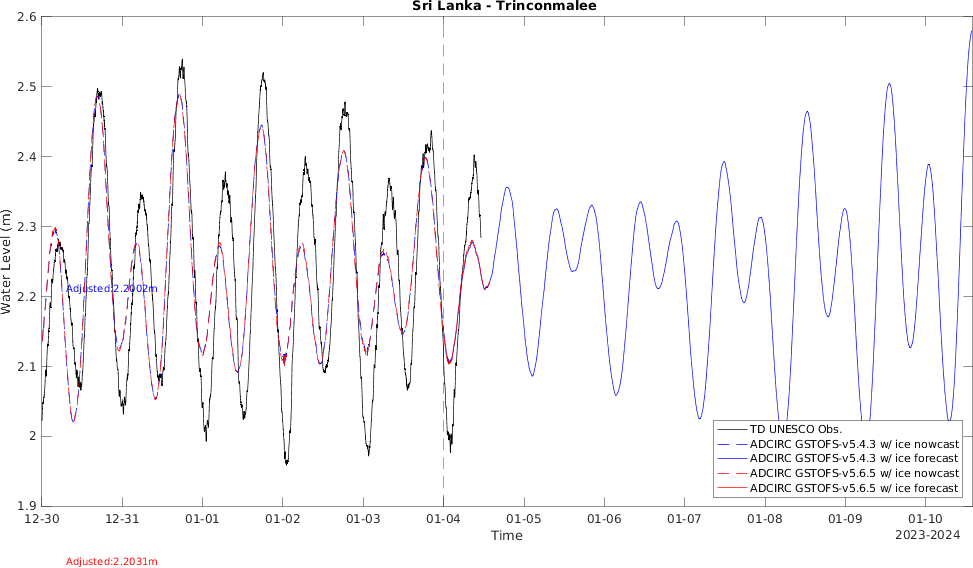 Sri Lanka - Trinconmalee
2.6
2.5
2.4
2.3
2.2
2.1
2
1.9
Water Level (m)
Adjusted:2.2002m
TD UNESCO Obs.
ADCIRC GSTOFS-v5.4.3 w/ ice nowcast
ADCIRC GSTOFS-v5.4.3 w/ ice forecast
ADCIRC GSTOFS-v5.6.5 w/ ice nowcast
ADCIRC GSTOFS-v5.6.5 w/ ice forecast
12-30 12-31 01-01 01-02 01-03 01-04 01-05 01-06 01-07 01-08 01-09 01-10
Time
2023-2024
Adjusted:2.2031m